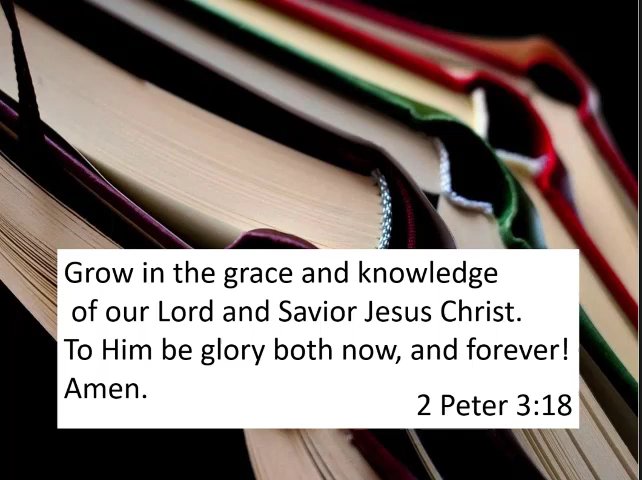 Grow in the grace and knowledge
of our Lord and Savior Jesus Christ.
To Him be glory both now, and forever!
Amen.
2 Peter 3:18